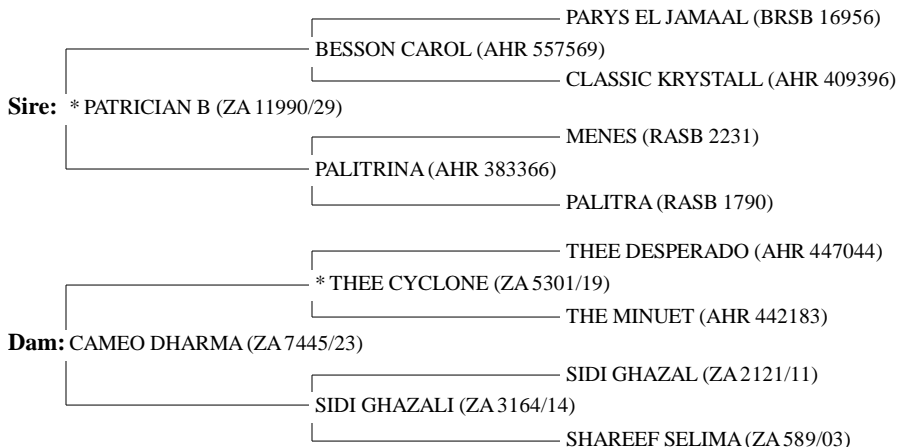 PARYS EL JAMAAL (BRSB 16956)
BESSON CAROL (AHR 557569)
CLASSIC KRYSTALL (AHR 409396)
Sire: * PATRICIAN B (ZA 11990/29)
MENES (RASB 2231)
PALITRINA (AHR 383366)
PALITRA (RASB 1790)
THEE DESPERADO (AHR 447044)
* THEE CYCLONE (ZA 5301/19)
THE MINUET (AHR 442183)
Dam: CAMEO DHARMA (ZA 7445/23)
SIDI GHAZAL (ZA 2121/11)
SIDI GHAZALI (ZA 3164/14)
SHAREEF SELIMA (ZA 589/03)